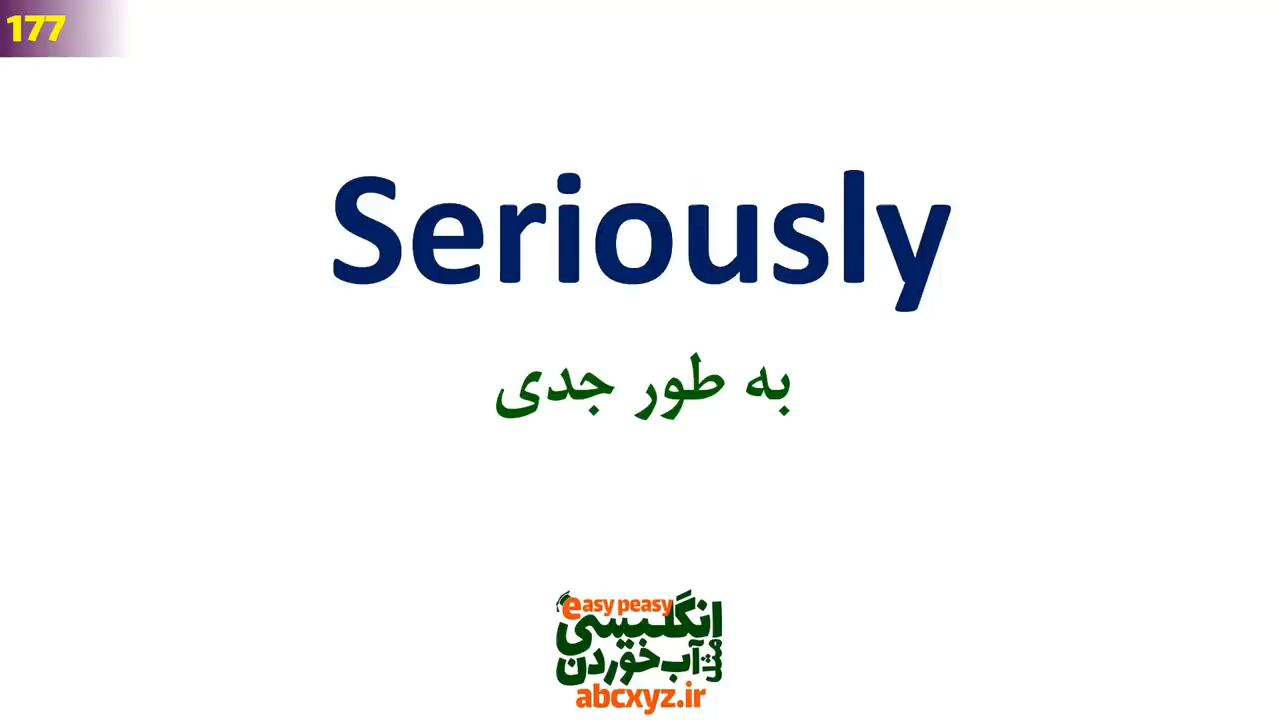 177
Seriously
به طور جدی
easy peasy
انگلیسی
مثل آب خوردن
abcxyz.ir